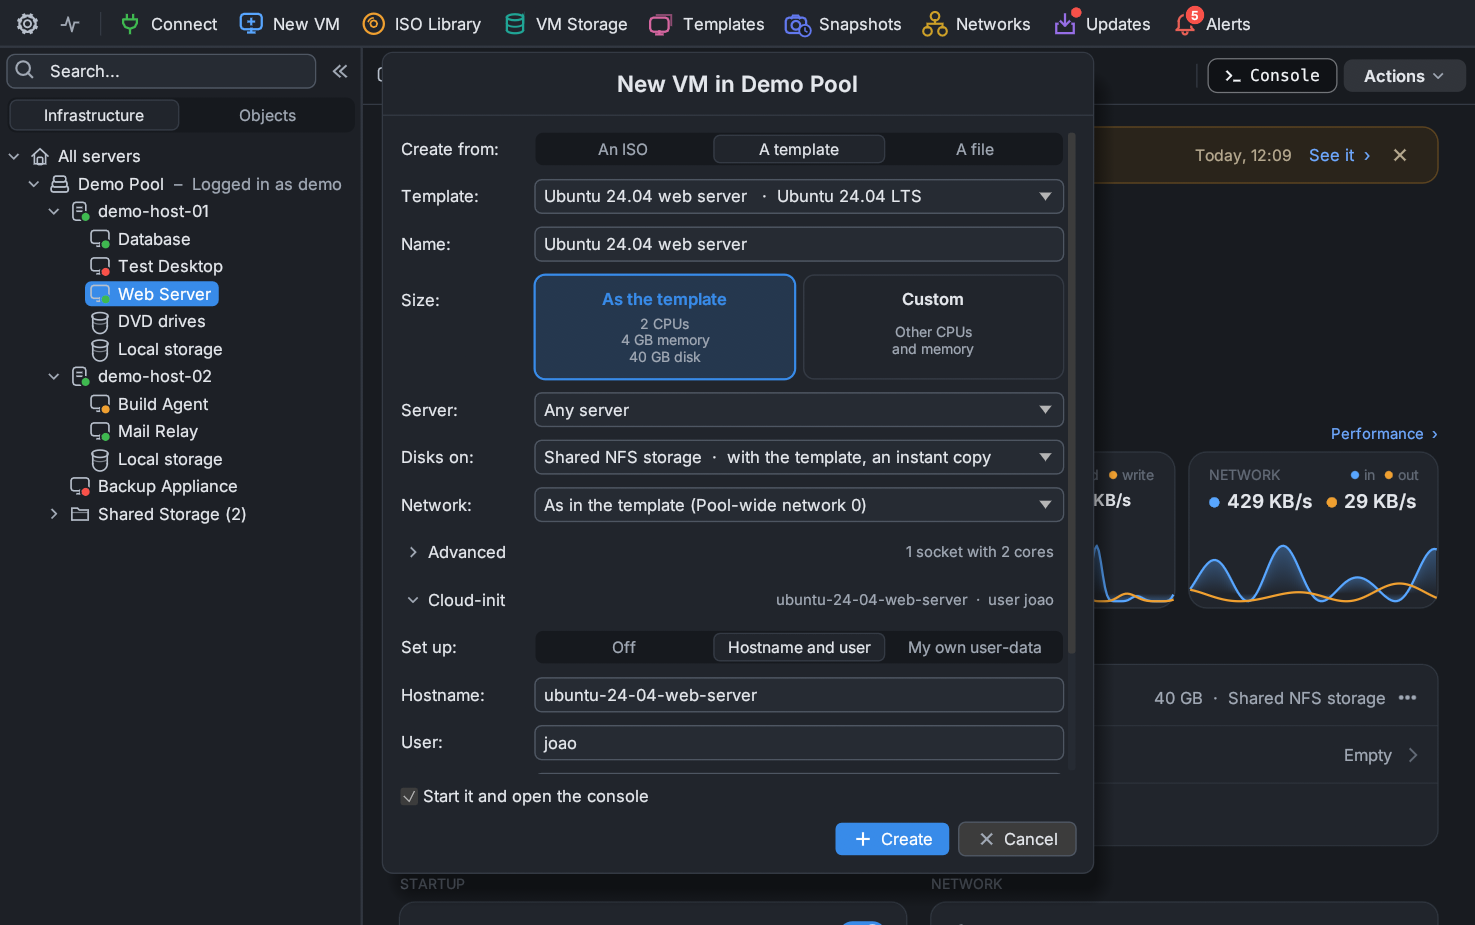 Connect
New VM
ISO Library
VM Storage
Templates
Snapshots
Networks
Updates
5
Alerts
Search...
Console
Actions
Infrastructure
Objects
All servers
Demo Pool – Logged in as demo
demo-host-01
Database
Test Desktop
Web Server
DVD drives
Local storage
demo-host-02
Build Agent
Mail Relay
Local storage
Backup Appliance
Shared Storage (2)
New VM in Demo Pool
Create from:
An ISO
A template
A file
Template:
Ubuntu 24.04 web server · Ubuntu 24.04 LTS
Name:
Ubuntu 24.04 web server
Size:
As the template
2 CPUs
4 GB memory
40 GB disk
Custom
Other CPUs
and memory
Server:
Any server
Disks on:
Shared NFS storage · with the template, an instant copy
Network:
As in the template (Pool-wide network 0)
Advanced
1 socket with 2 cores
Cloud-init
ubuntu-24-04-web-server · user joao
Set up:
Off
Hostname and user
My own user-data
Hostname:
ubuntu-24-04-web-server
User:
joao
Start it and open the console
Create
Cancel
Today, 12:09
See it ›
Performance ›
write
KB/s
NETWORK
in
out
429 KB/s
29 KB/s
40 GB · Shared NFS storage
Empty
STARTUP
NETWORK